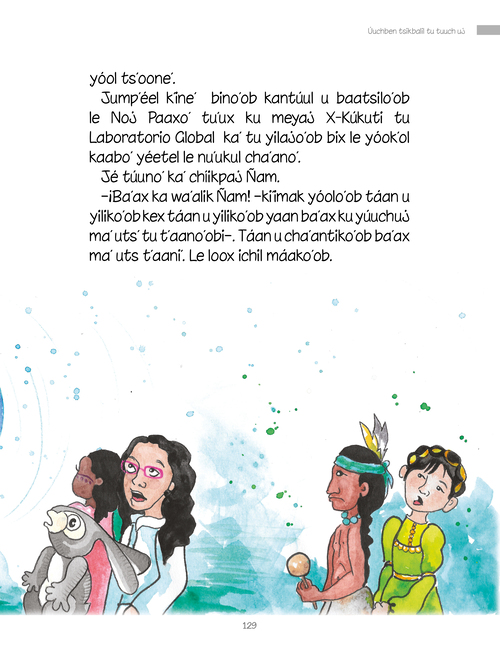 Úuchben tsikbalil tu tuuch uj
yóol ts'oone'.
Jump'éel k'iine' bino'ob kantúul u baatsilo'ob
le Noj Paaxo' tu'ux ku meyaj X-Kúkuti tu
Laboratorio Global ka' tu yilajo'ob bix le yóok'ol
kaabo' yéetel le nu'ukul cha'ano'.
Jé túuno' ka' chíikpaj Ñam.
–¡Ba'ax ka wa'alik Ñam! –kí'imak yóolo'ob táan u
yiliko'ob kex táan u yiliko'ob yaan ba'ax ku yúuchuj
ma' uts' tu t'aano'obi–. Táan u cha'antiko'ob ba'ax
ma' uts t'aani'. Le loox ichil máako'ob.
129